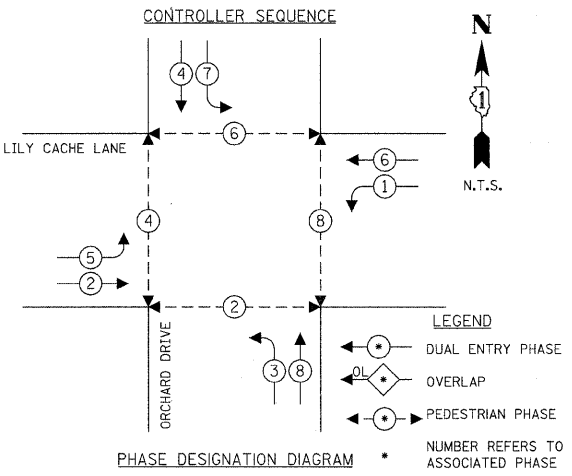 CONTROLLER SEQUENCE
N
4
7
1
6
LILY CACHE LANE
N.T.S.
6
1
4
8
5
2
2
LEGEND
ORCHARD DRIVE
3
8
* DUAL ENTRY PHASE
OL * OVERLAP
* PEDESTRIAN PHASE
* NUMBER REFERS TO
ASSOCIATED PHASE
PHASE DESIGNATION DIAGRAM